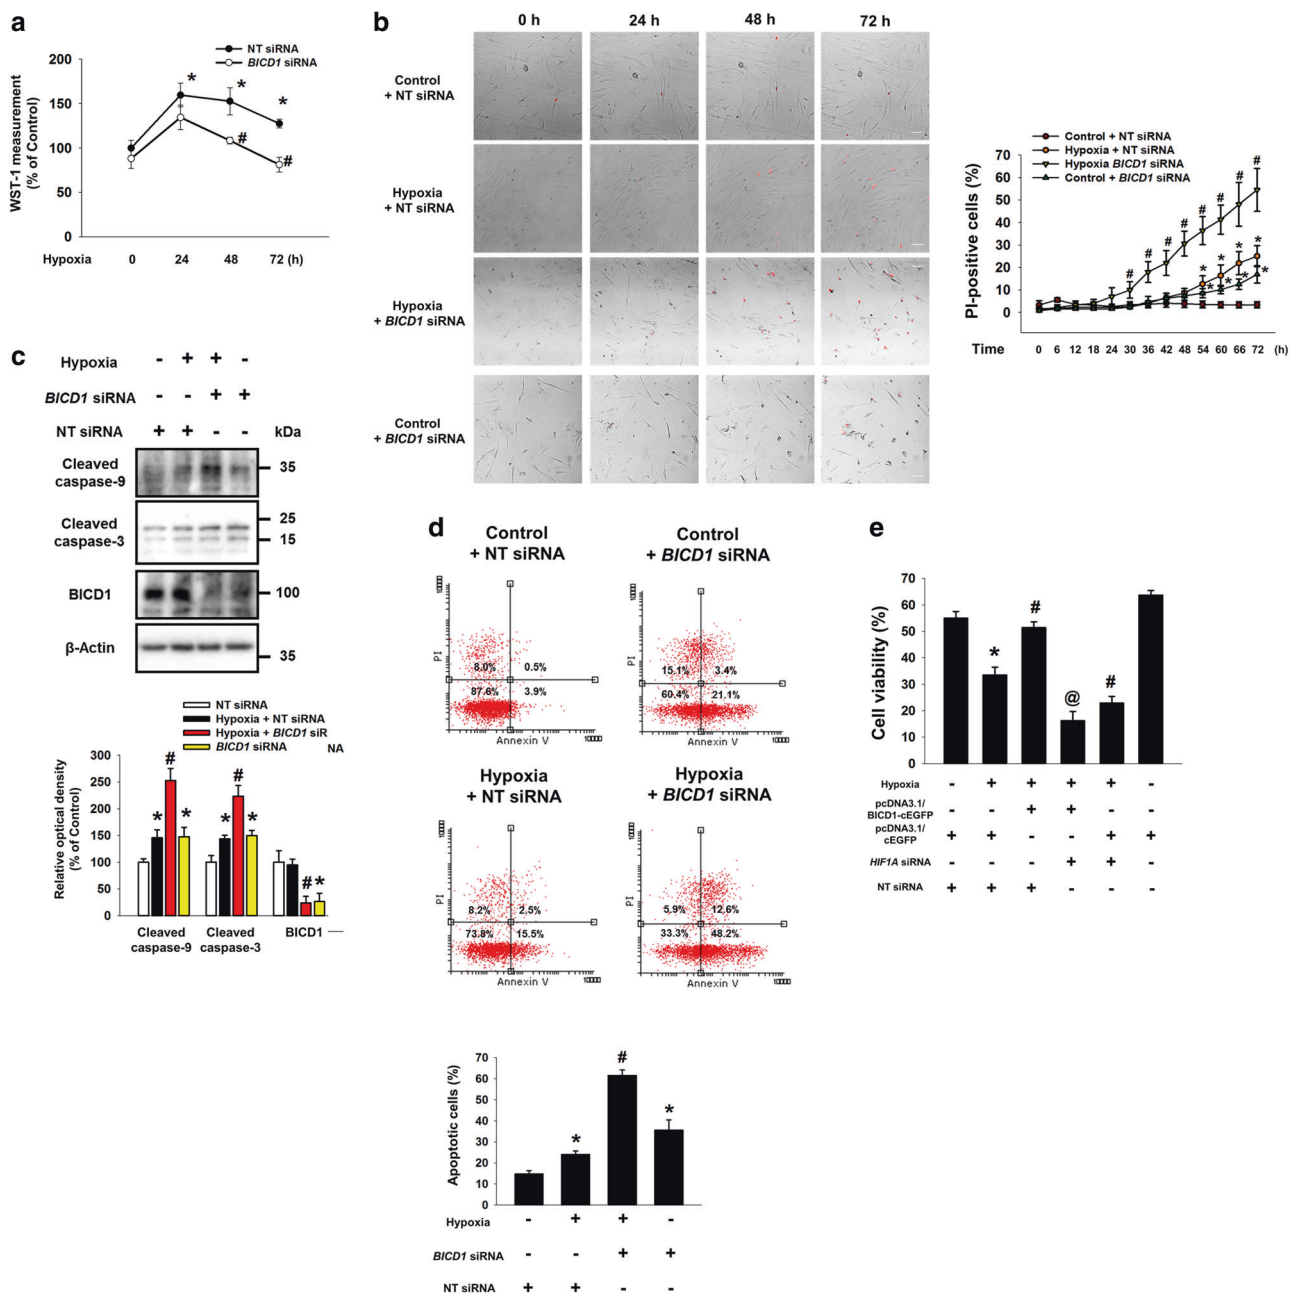 a
NT siRNA
BICD1 siRNA
WST-1 measurement
(% of Control)
200
150
100
50
0
* * *
# #
Hypoxia 0 24 48 72 (h)
b
0 h 24 h 48 h 72 h
Control
+ NT siRNA
Hypoxia
+ NT siRNA
Hypoxia
+ BICD1 siRNA
Control
+ BICD1 siRNA
Control + NT siRNA
Hypoxia + NT siRNA
Hypoxia BICD1 siRNA
Control + BICD1 siRNA
PI-positive cells (%)
70
60
50
40
30
20
10
0
# # # # # # # #
* * * *
* * * *
Time 0 6 12 18 24 30 36 42 48 54 60 66 72 (h)
c
Hypoxia - + + -
BICD1 siRNA - - + +
NT siRNA + + - - kDa
Cleaved
caspase-9
35
Cleaved
caspase-3
25
15
BICD1
100
β-Actin
35
NT siRNA
Hypoxia + NT siRNA
Hypoxia + BICD1 siR
BICD1 siRNA NA
Relative optical density
(% of Control)
300
250
200
150
100
50
0
* # * * # * # *
Cleaved
caspase-9
Cleaved
caspase-3
BICD1
d
Control
+ NT siRNA
PI
8.0% 0.5%
87.6% 3.9%
Annexin V
Control
+ BICD1 siRNA
PI
15.1% 3.4%
60.4% 21.1%
Annexin V
Hypoxia
+ NT siRNA
PI
8.2% 2.5%
73.8% 15.5%
Annexin V
Hypoxia
+ BICD1 siRNA
PI
5.9% 12.6%
33.3% 48.2%
Annexin V
Apoptotic cells (%)
70
60
50
40
30
20
10
0
* # *
Hypoxia - + + -
BICD1 siRNA - - + +
NT siRNA + + - -
e
Cell viability (%)
70
60
50
40
30
20
10
0
* # @ #
Hypoxia - + + + + -
pcDNA3.1/
BICD1-cEGFP - - + + - -
pcDNA3.1/
cEGFP + + - - + +
HIF1A siRNA - - - + + -
NT siRNA + + + - - -